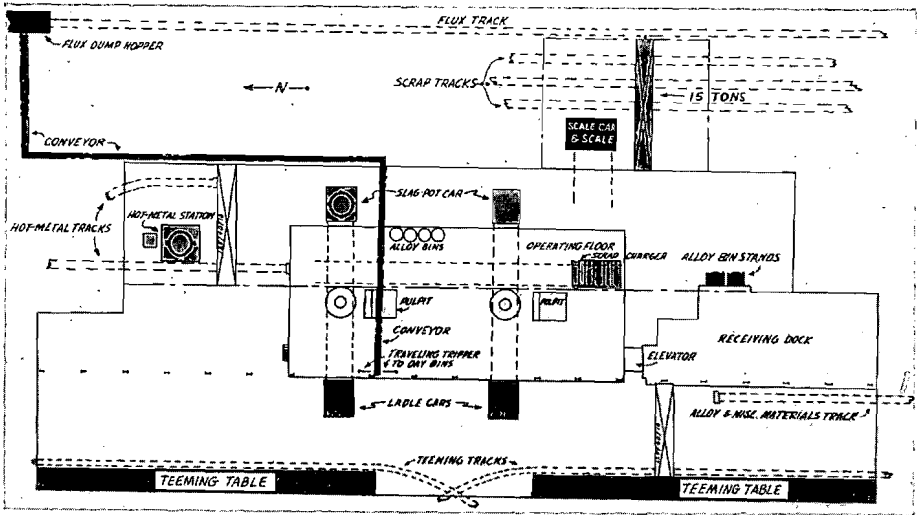 FLUX TRACK
FLUX DUMP HOPPER
N
SCRAP TRACKS
15 TONS
SCALE CAR
& SCALE
CONVEYOR
SLAG POT CAR
HOT-METAL TRACKS
HOT-METAL STATION
ALLOY BINS
OPERATING FLOOR
SCRAP CHARGER
ALLOY BIN STANDS
PULPIT
PULPIT
CONVEYOR
RECEIVING DOCK
ELEVATOR
TRAVELING TRIPPER
TO DAY BINS
LADLE CARS
ALLOY & MISC. MATERIALS TRACK
TEEMING TRACKS
TEEMING TABLE
TEEMING TABLE